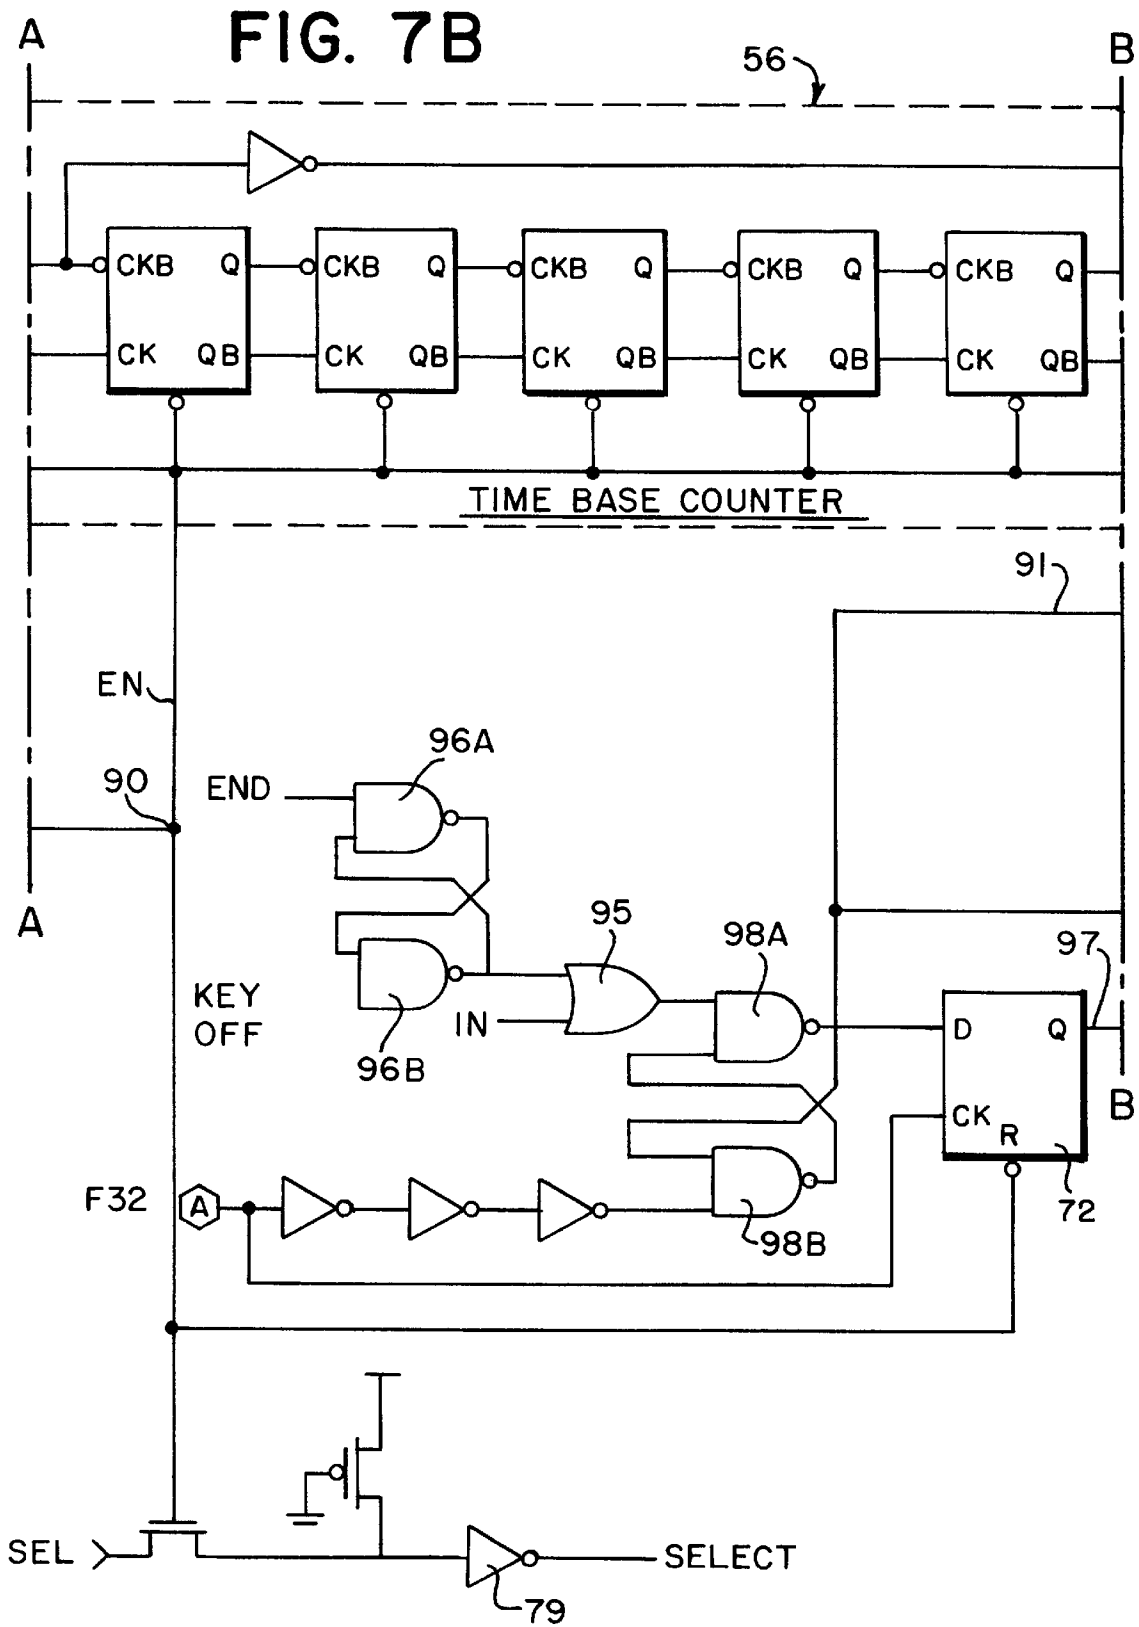 A
FIG. 7B
56
B
CKB Q CKB Q CKB Q CKB Q CKB Q
CK QB CK QB CK QB CK QB CK QB
TIME BASE COUNTER
91
EN
96A
90
END
A
95
98A
97
KEY
OFF
IN
D Q
96B
CK
B
R
F32
A
72
98B
SEL
SELECT
79